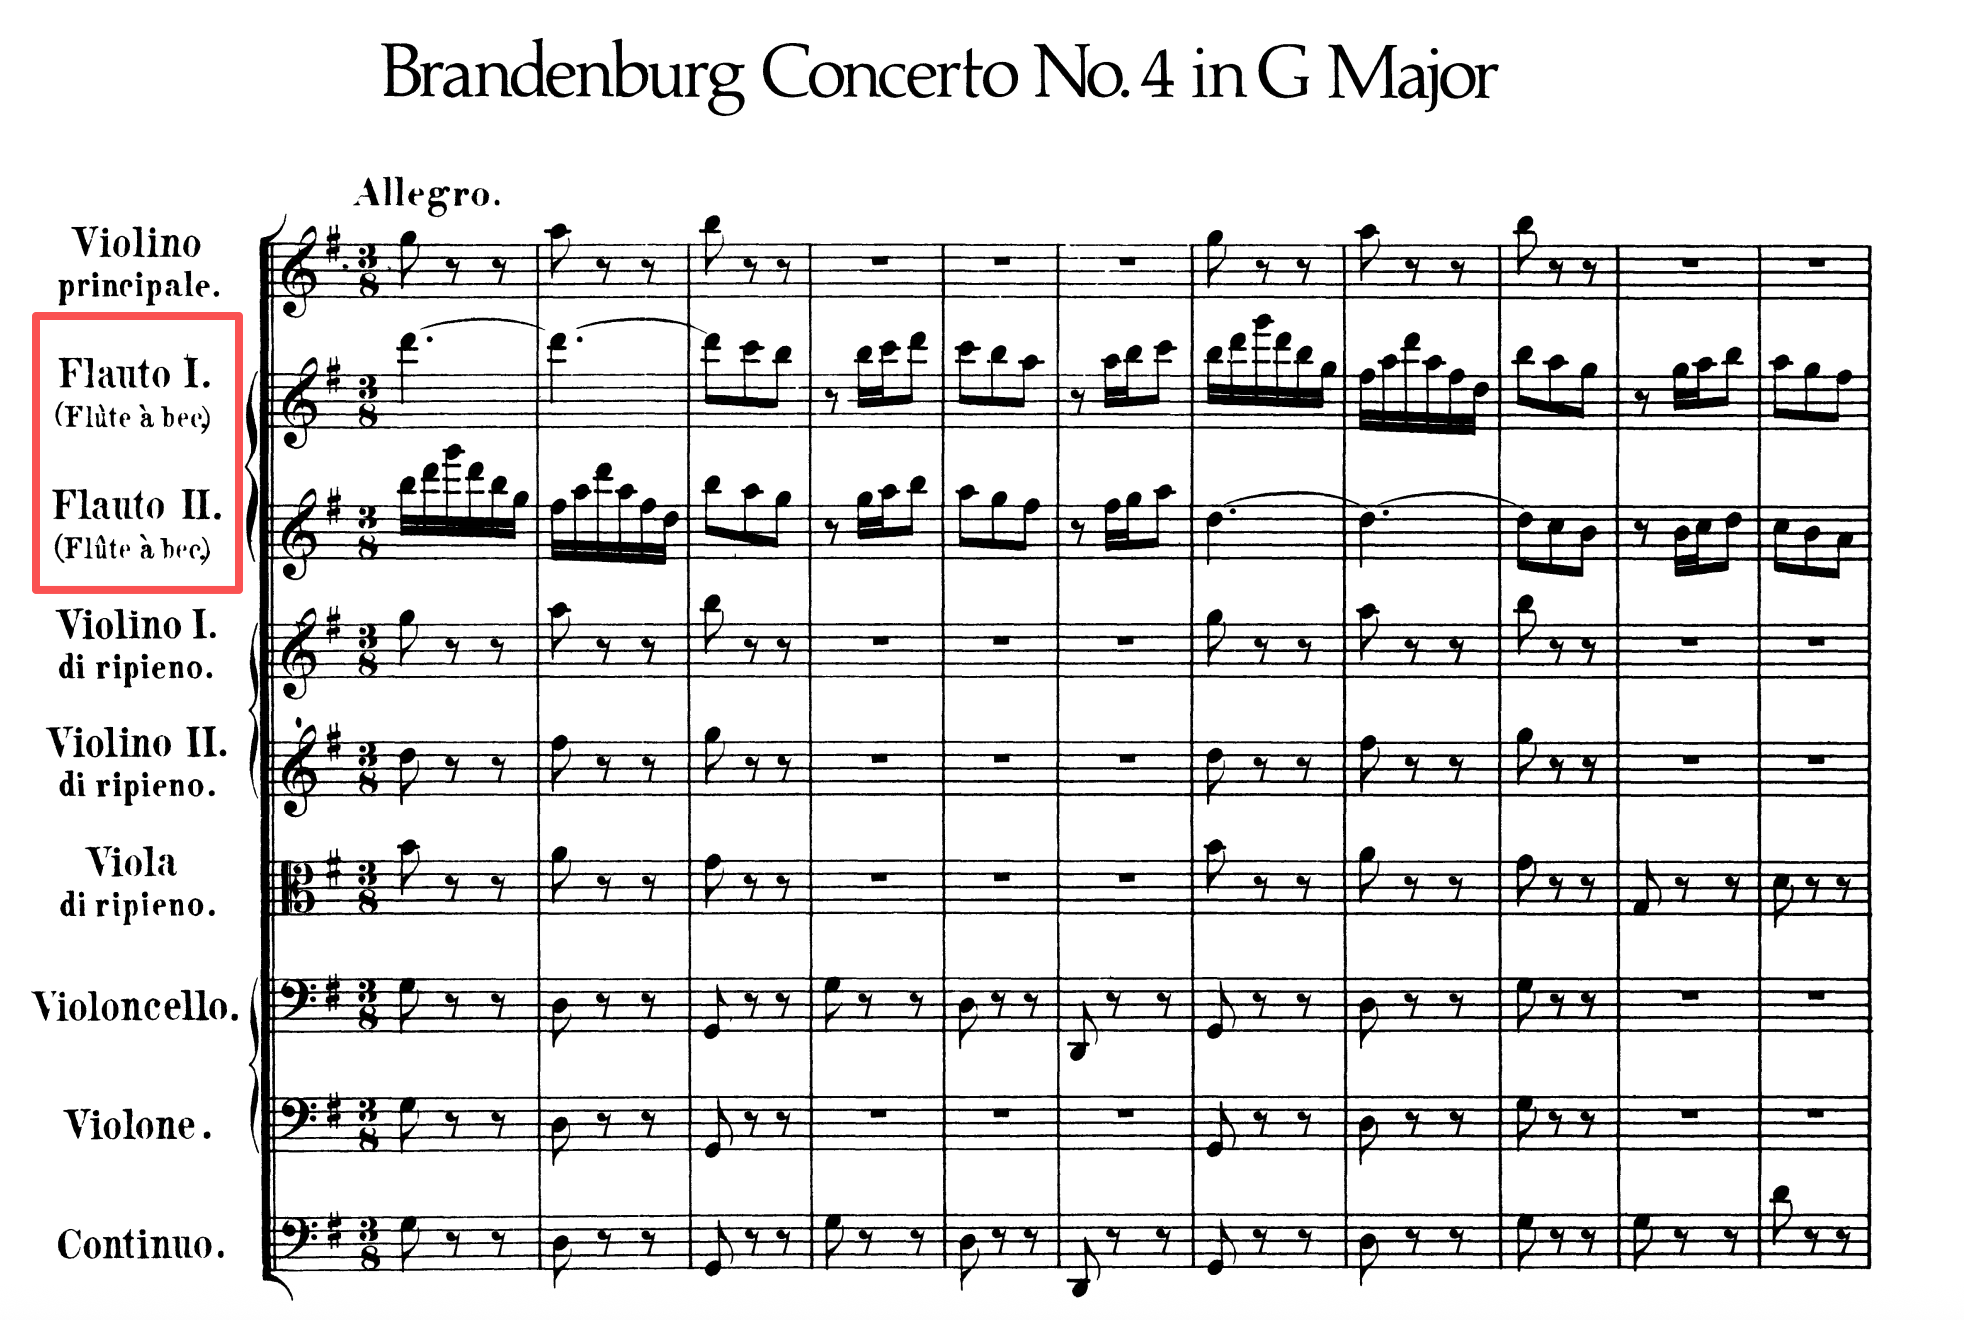 Brandenburg Concerto No. 4 in G Major
Allegro.
Violino
principale.
Flauto I.
(Flûte à bec.)
Flauto II.
(Flûte à bec.)
Violino I.
di ripieno.
Violino II.
di ripieno.
Viola
di ripieno.
Violoncello.
Violone.
Continuo.